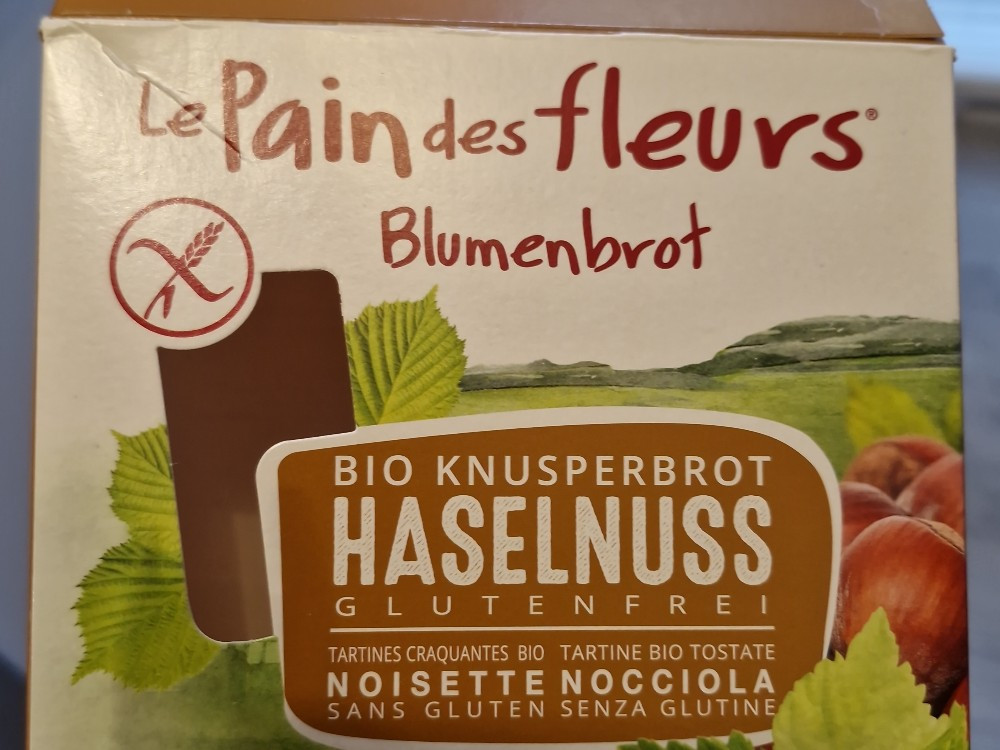 Le Pain des fleurs®
Blumenbrot
BIO KNUSPERBROT
HASELNUSS
GLUTENFREI
TARTINES CRAQUANTES BIO TARTINE BIO TOSTATE
NOISETTE NOCCIOLA
SANS GLUTEN SENZA GLUTINE